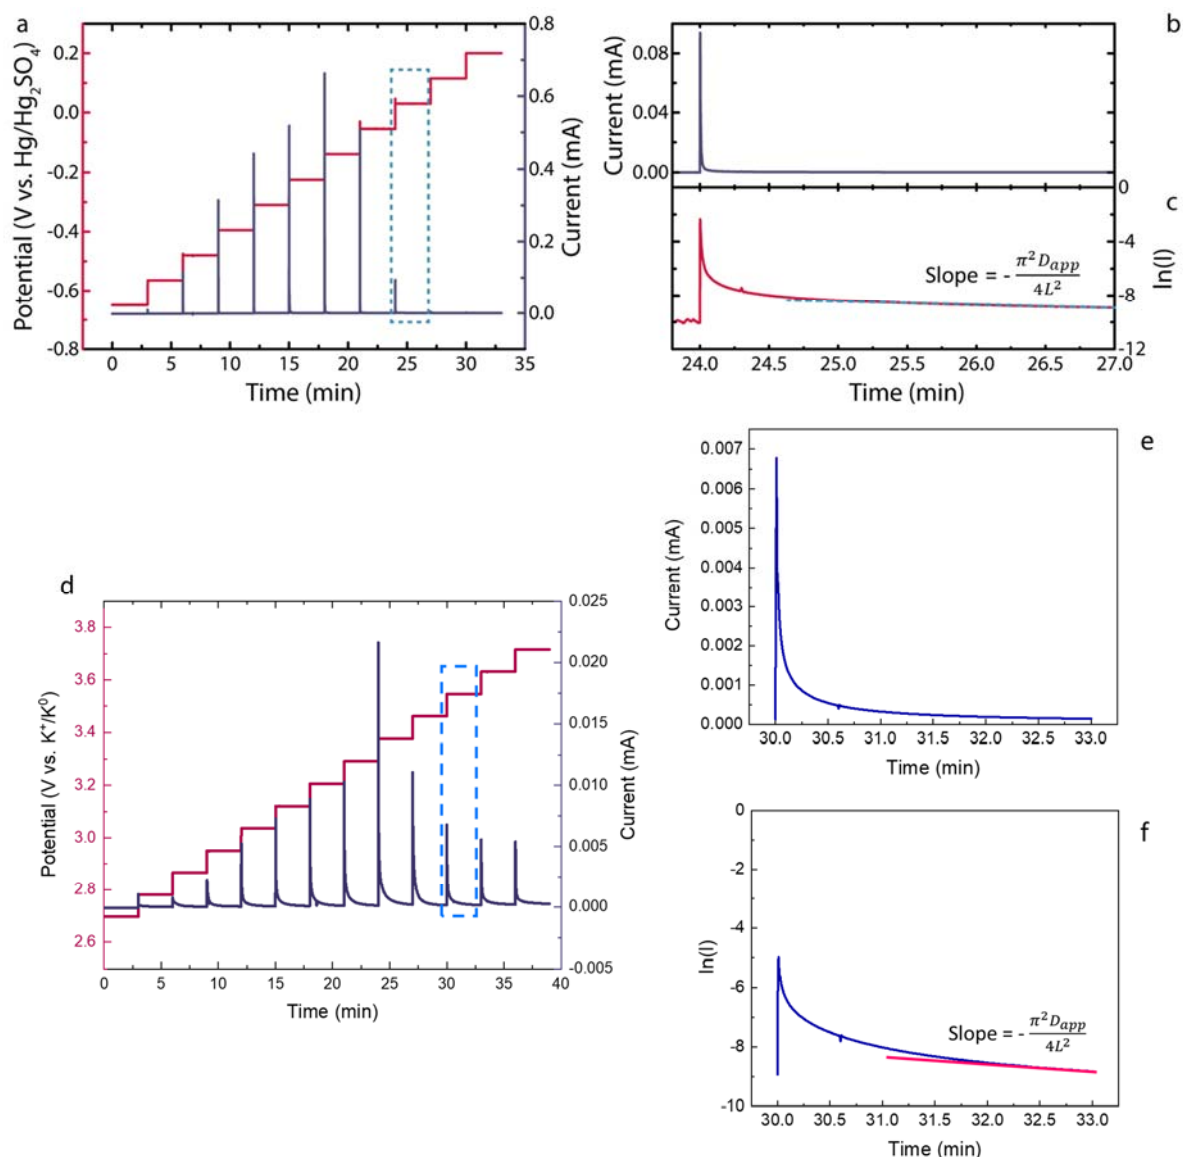 a
Potential (V vs. Hg/Hg₂SO₄)
0.2
0.0
-0.2
-0.4
-0.6
-0.8
0 5 10 15 20 25 30 35
Time (min)
0.8
0.6
0.4
0.2
0.0
Current (mA)
b
Current (mA)
0.08
0.04
0.00
c
0
-4
-8
-12
ln(I)
Slope = - π²D_app / 4L²
24.0 24.5 25.0 25.5 26.0 26.5 27.0
Time (min)
d
Potential (V vs. K⁺/K⁰)
3.8
3.6
3.4
3.2
3.0
2.8
2.6
0 5 10 15 20 25 30 35 40
Time (min)
0.025
0.020
0.015
0.010
0.005
0.000
-0.005
Current (mA)
e
Current (mA)
0.007
0.006
0.005
0.004
0.003
0.002
0.001
0.000
30.0 30.5 31.0 31.5 32.0 32.5 33.0
Time (min)
f
ln(I)
0
-2
-4
-6
-8
-10
Slope = - π²D_app / 4L²
30.0 30.5 31.0 31.5 32.0 32.5 33.0
Time (min)